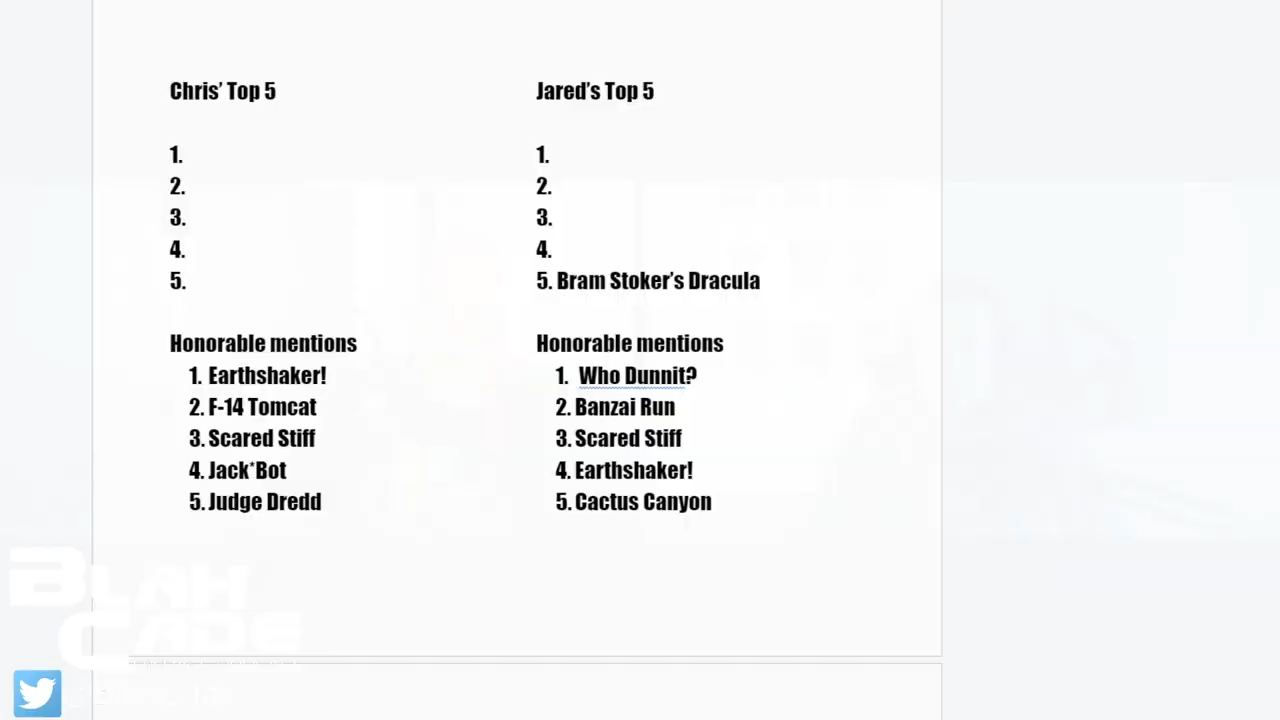 Chris’ Top 5
1.
2.
3.
4.
5.
Honorable mentions
1. Earthshaker!
2. F-14 Tomcat
3. Scared Stiff
4. Jack*Bot
5. Judge Dredd
Jared’s Top 5
1.
2.
3.
4.
5. Bram Stoker’s Dracula
Honorable mentions
1. Who Dunnit?
2. Banzai Run
3. Scared Stiff
4. Earthshaker!
5. Cactus Canyon
BLAH
CADE